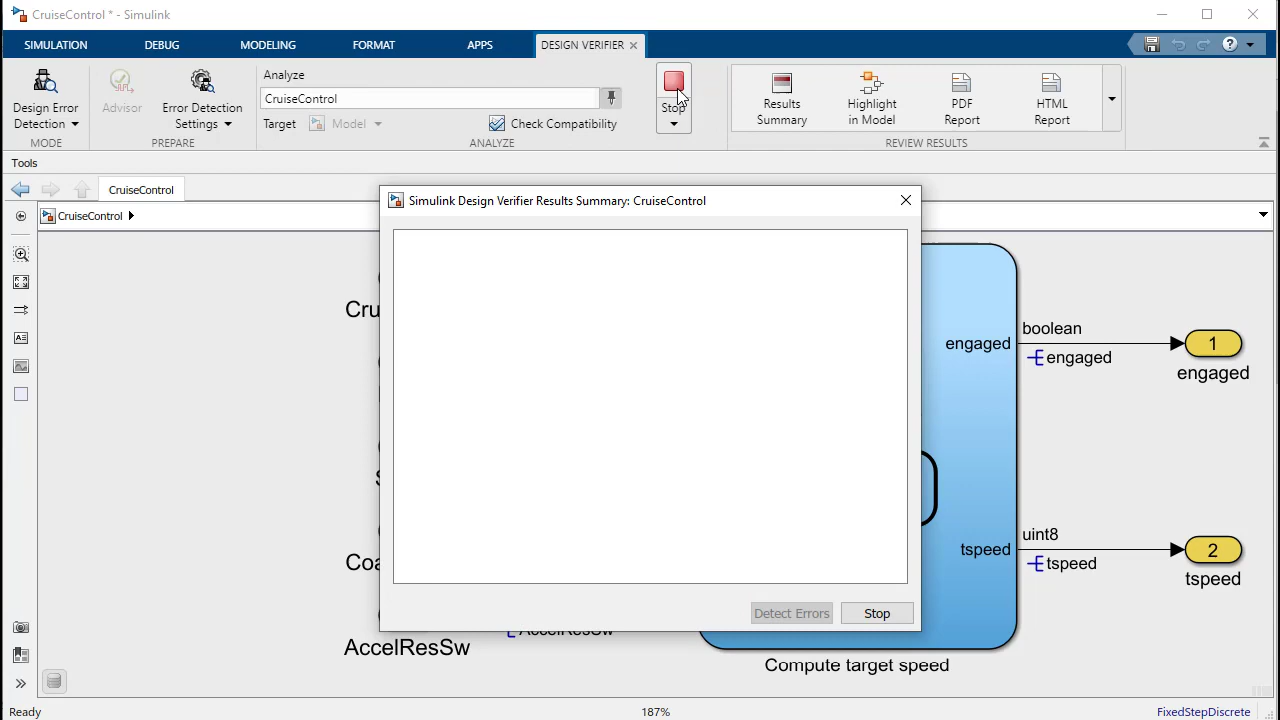 CruiseControl * - Simulink
SIMULATION DEBUG MODELING FORMAT APPS DESIGN VERIFIER
Design Error Detection
Advisor
Error Detection Settings
Analyze
CruiseControl
Target Model
Check Compatibility
Stop
Results Summary
Highlight in Model
PDF Report
HTML Report
MODE PREPARE ANALYZE REVIEW RESULTS
Tools
CruiseControl
CruiseControl
Simulink Design Verifier Results Summary: CruiseControl
Cru
boolean
engaged
1
engaged
engaged
Coa
uint8
tspeed
2
tspeed
tspeed
Detect Errors Stop
AccelResSw
AccelResSw
Compute target speed
Ready 187% FixedStepDiscrete